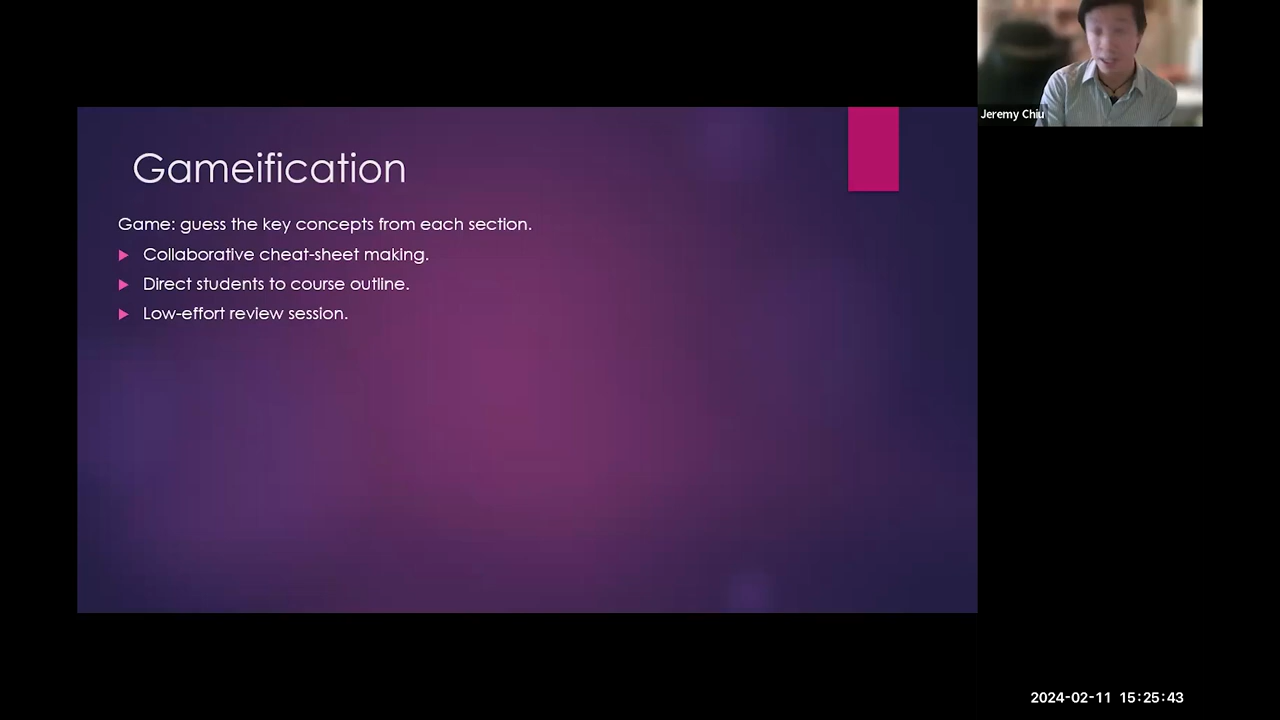 Jeremy Chiu
Gameification
Game: guess the key concepts from each section.
Collaborative cheat-sheet making.
Direct students to course outline.
Low-effort review session.
2024-02-11 15:25:43